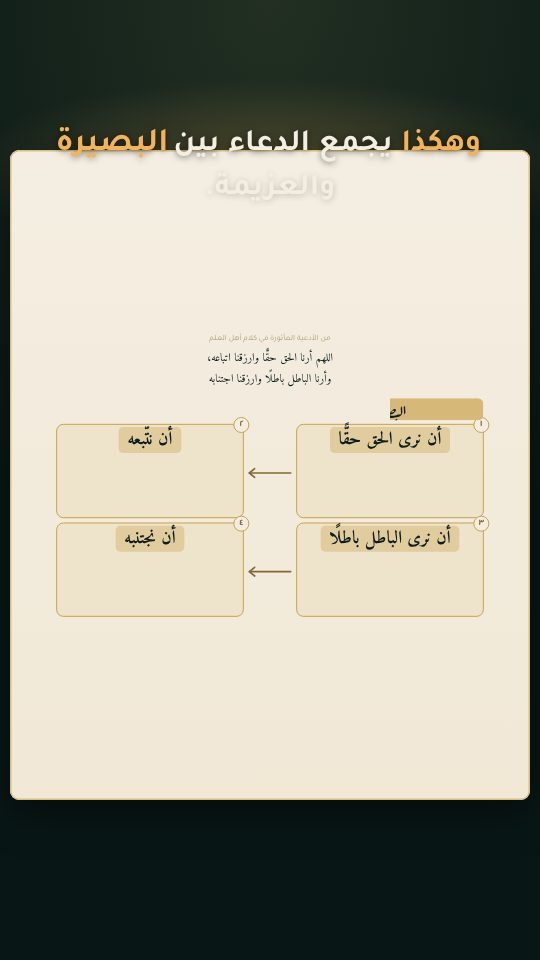 وهكذا يجمع الدعاء بين البصيرة
والعزيمة.
من الأدعية المأثورة في كلام أهل العلم
اللهم أرنا الحق حقًّا وارزقنا اتباعه،
وأرنا الباطل باطلًا وارزقنا اجتنابه
١
أن نرى الحق حقًّا
٢
أن نتّبعه
٣
أن نرى الباطل باطلًا
٤
أن نجتنبه